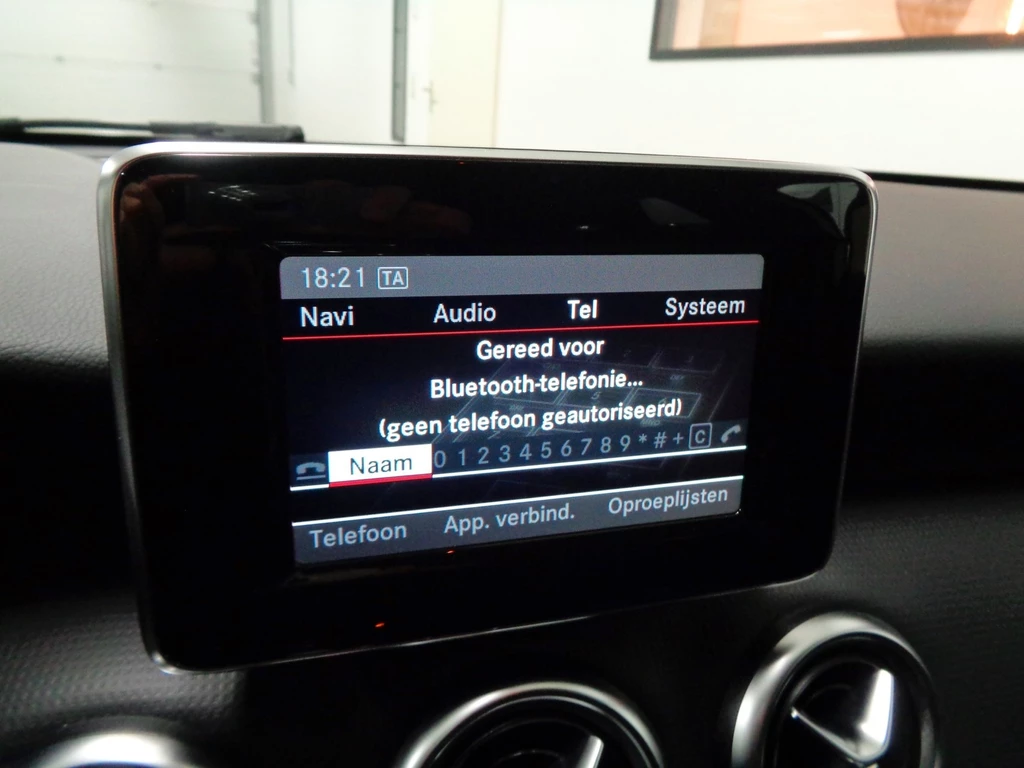 18:21 TA
Navi Audio Tel Systeem
Gereed voor
Bluetooth-telefonie...
(geen telefoon geautoriseerd)
Naam 0 1 2 3 4 5 6 7 8 9 * # + C
Telefoon App. verbind. Oproeplijsten